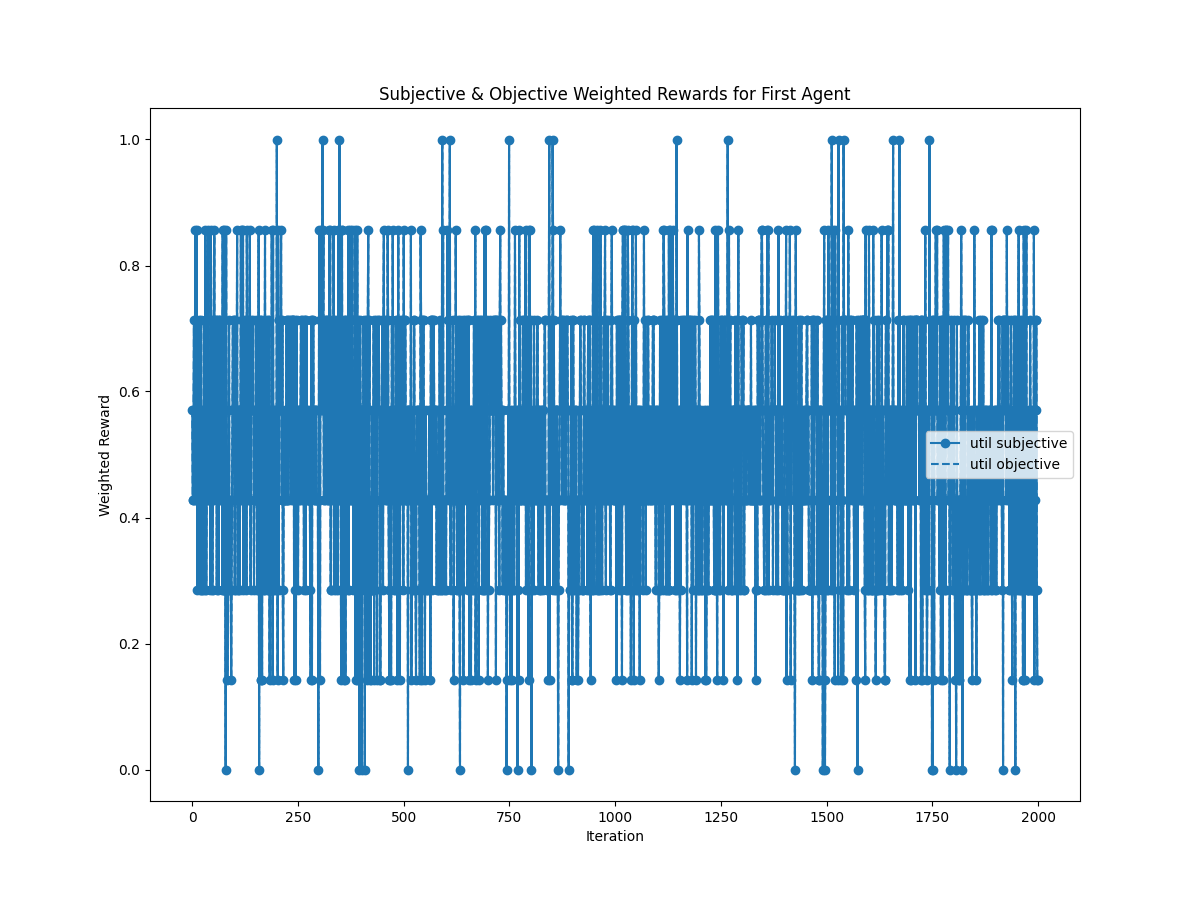 Subjective & Objective Weighted Rewards for First Agent
1.0
0.8
0.6
0.4
0.2
0.0
Weighted Reward
util subjective
util objective
0 250 500 750 1000 1250 1500 1750 2000
Iteration